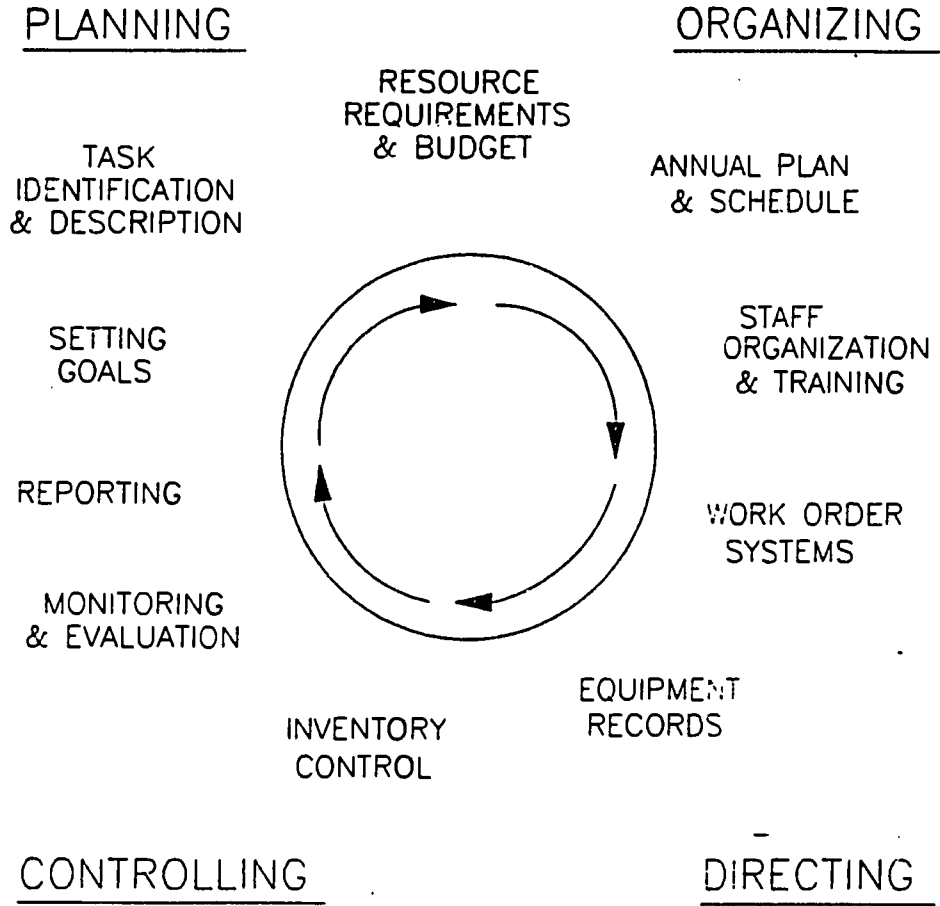 PLANNING
ORGANIZING
RESOURCE
REQUIREMENTS
& BUDGET
TASK
IDENTIFICATION
& DESCRIPTION
ANNUAL PLAN
& SCHEDULE
SETTING
GOALS
STAFF
ORGANIZATION
& TRAINING
REPORTING
WORK ORDER
SYSTEMS
MONITORING
& EVALUATION
EQUIPMENT
RECORDS
INVENTORY
CONTROL
CONTROLLING
DIRECTING